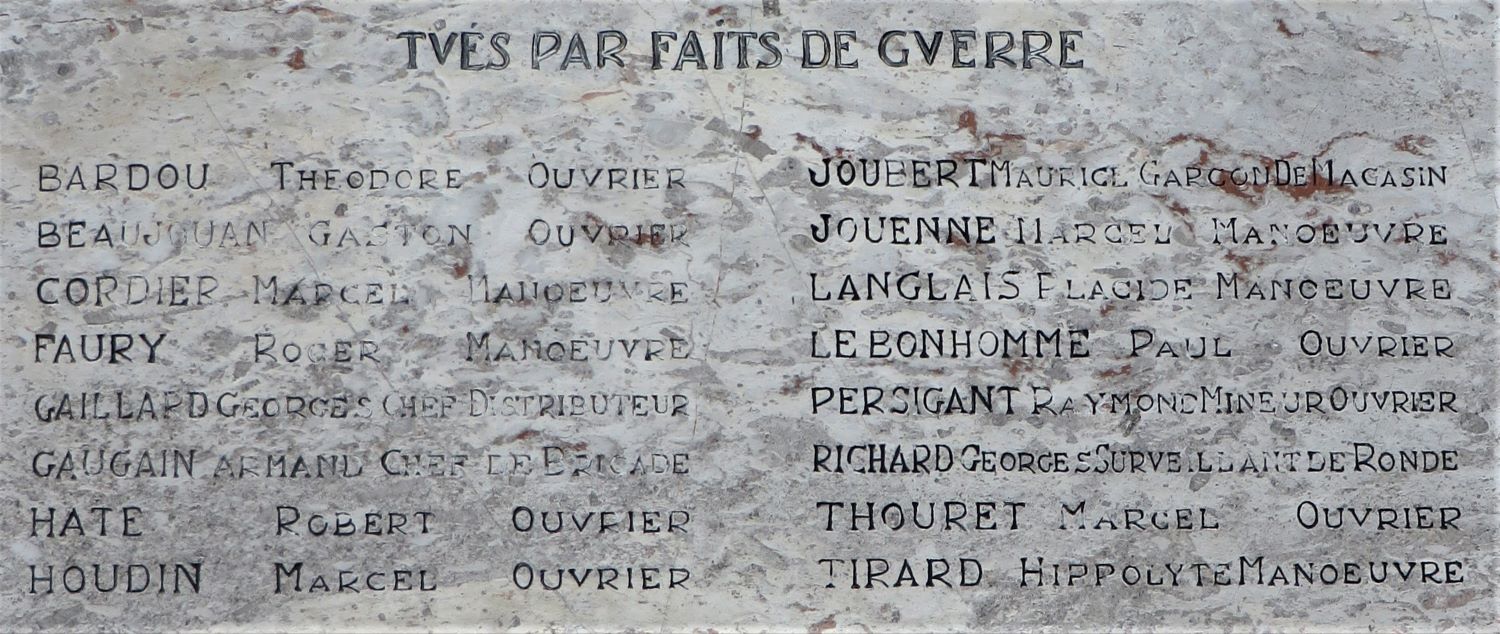 TVÉS PAR FAITS DE GVERRE
BARDOU THEODORE OUVRIER
BEAUJOUAN GASTON OUVRIER
CORDIER MARCEL MANOEUVRE
FAURY ROGER MANOEUVRE
GAILLARD GEORGES CHEF DISTRIBUTEUR
GAUGAIN ARMAND CHEF DE BRIGADE
HATE ROBERT OUVRIER
HOUDIN MARCEL OUVRIER
JOUBERT MAURICE GARCON DE MAGASIN
JOUENNE MARCEL MANOEUVRE
LANGLAIS PLACIDE MANOEUVRE
LE BONHOMME PAUL OUVRIER
PERSIGANT RAYMOND MINEUR OUVRIER
RICHARD GEORGES SURVEILLANT DE RONDE
THOURET MARCEL OUVRIER
TIRARD HIPPOLYTE MANOEUVRE